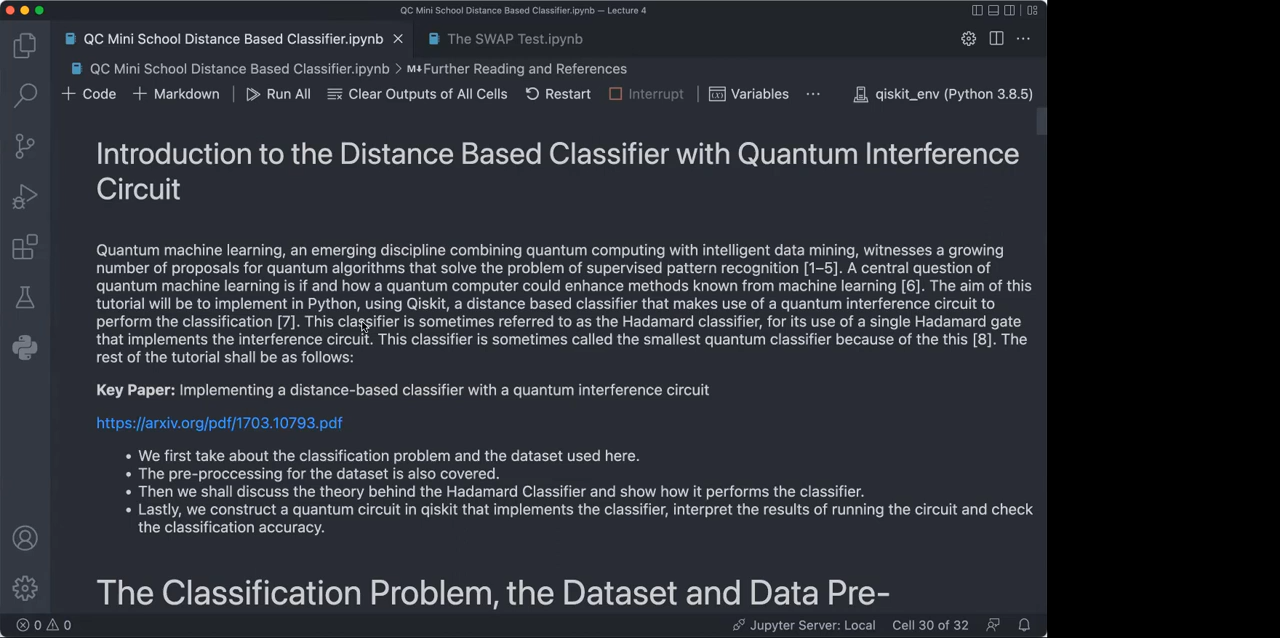 QC Mini School Distance Based Classifier.ipynb — Lecture 4
QC Mini School Distance Based Classifier.ipynb
The SWAP Test.ipynb
QC Mini School Distance Based Classifier.ipynb > M↓Further Reading and References
+ Code + Markdown Run All Clear Outputs of All Cells Restart Interrupt (x) Variables ··· qiskit_env (Python 3.8.5)
Introduction to the Distance Based Classifier with Quantum Interference
Circuit
Quantum machine learning, an emerging discipline combining quantum computing with intelligent data mining, witnesses a growing
number of proposals for quantum algorithms that solve the problem of supervised pattern recognition [1–5]. A central question of
quantum machine learning is if and how a quantum computer could enhance methods known from machine learning [6]. The aim of this
tutorial will be to implement in Python, using Qiskit, a distance based classifier that makes use of a quantum interference circuit to
perform the classification [7]. This classifier is sometimes referred to as the Hadamard classifier, for its use of a single Hadamard gate
that implements the interference circuit. This classifier is sometimes called the smallest quantum classifier because of the this [8]. The
rest of the tutorial shall be as follows:
Key Paper: Implementing a distance-based classifier with a quantum interference circuit
https://arxiv.org/pdf/1703.10793.pdf
• We first take about the classification problem and the dataset used here.
• The pre-proccessing for the dataset is also covered.
• Then we shall discuss the theory behind the Hadamard Classifier and show how it performs the classifier.
• Lastly, we construct a quantum circuit in qiskit that implements the classifier, interpret the results of running the circuit and check
the classification accuracy.
The Classification Problem, the Dataset and Data Pre-
0 0 Jupyter Server: Local Cell 30 of 32